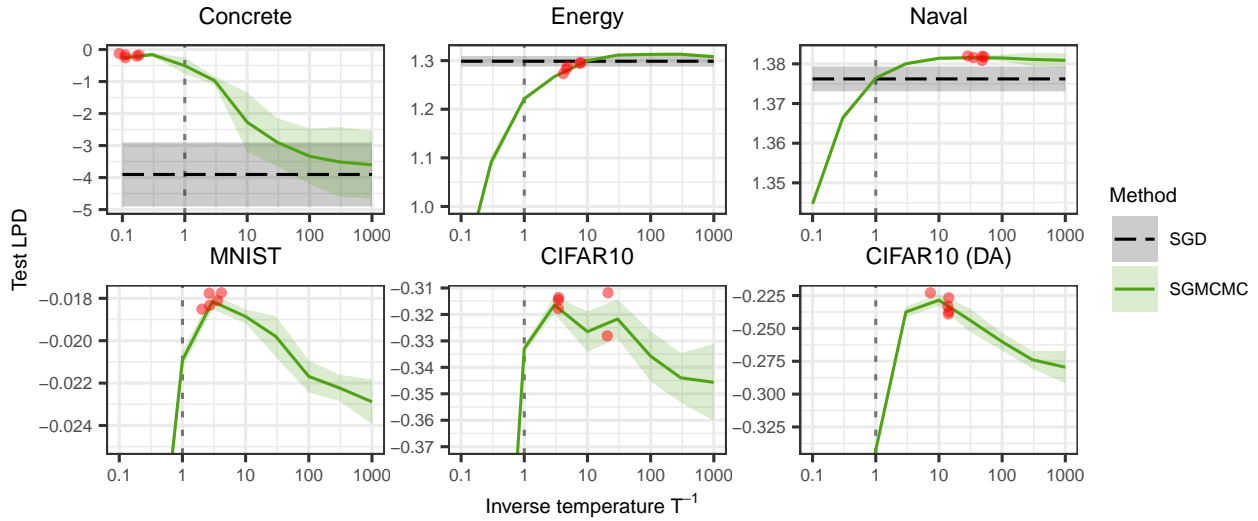 Concrete Energy Naval
0 −1 −2 −3 −4 −5
1.3 1.2 1.1 1.0
1.38 1.37 1.36 1.35
0.1 1 10 100 1000 0.1 1 10 100 1000 0.1 1 10 100 1000
MNIST CIFAR10 CIFAR10 (DA)
−0.018 −0.020 −0.022 −0.024
−0.31 −0.32 −0.33 −0.34 −0.35 −0.36 −0.37
−0.225 −0.250 −0.275 −0.300 −0.325
0.1 1 10 100 1000 0.1 1 10 100 1000 0.1 1 10 100 1000
Test LPD
Inverse temperature T⁻¹
Method
SGD
SGMCMC